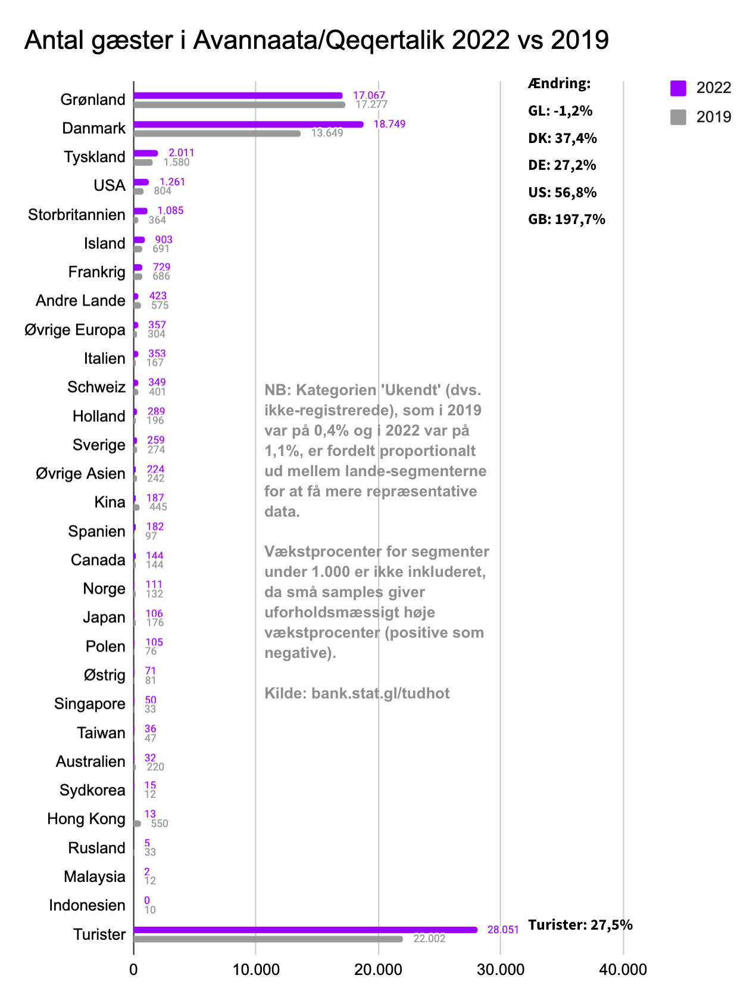 Antal gæster i Avannaata/Qeqertalik 2022 vs 2019
2022
2019
Ændring:
GL: -1,2%
DK: 37,4%
DE: 27,2%
US: 56,8%
GB: 197,7%
Grønland 17.067
17.277
Danmark 18.749
13.649
Tyskland 2.011
1.580
USA 1.261
804
Storbritannien 1.085
364
Island 903
691
Frankrig 729
686
Andre Lande 423
575
Øvrige Europa 357
304
Italien 353
167
Schweiz 349
401
Holland 289
196
Sverige 259
274
Øvrige Asien 224
242
Kina 187
445
Spanien 182
97
Canada 144
144
Norge 111
132
Japan 106
176
Polen 105
76
Østrig 71
81
Singapore 50
33
Taiwan 36
47
Australien 32
220
Sydkorea 15
12
Hong Kong 13
550
Rusland 5
33
Malaysia 2
12
Indonesien 0
10
Turister 28.051
22.002
Turister: 27,5%
NB: Kategorien 'Ukendt' (dvs.
ikke-registrerede), som i 2019
var på 0,4% og i 2022 var på
1,1%, er fordelt proportionalt
ud mellem lande-segmenterne
for at få mere repræsentative
data.
Vækstprocenter for segmenter
under 1.000 er ikke inkluderet,
da små samples giver
uforholdsmæssigt høje
vækstprocenter (positive som
negative).
Kilde: bank.stat.gl/tudhot
0 10.000 20.000 30.000 40.000